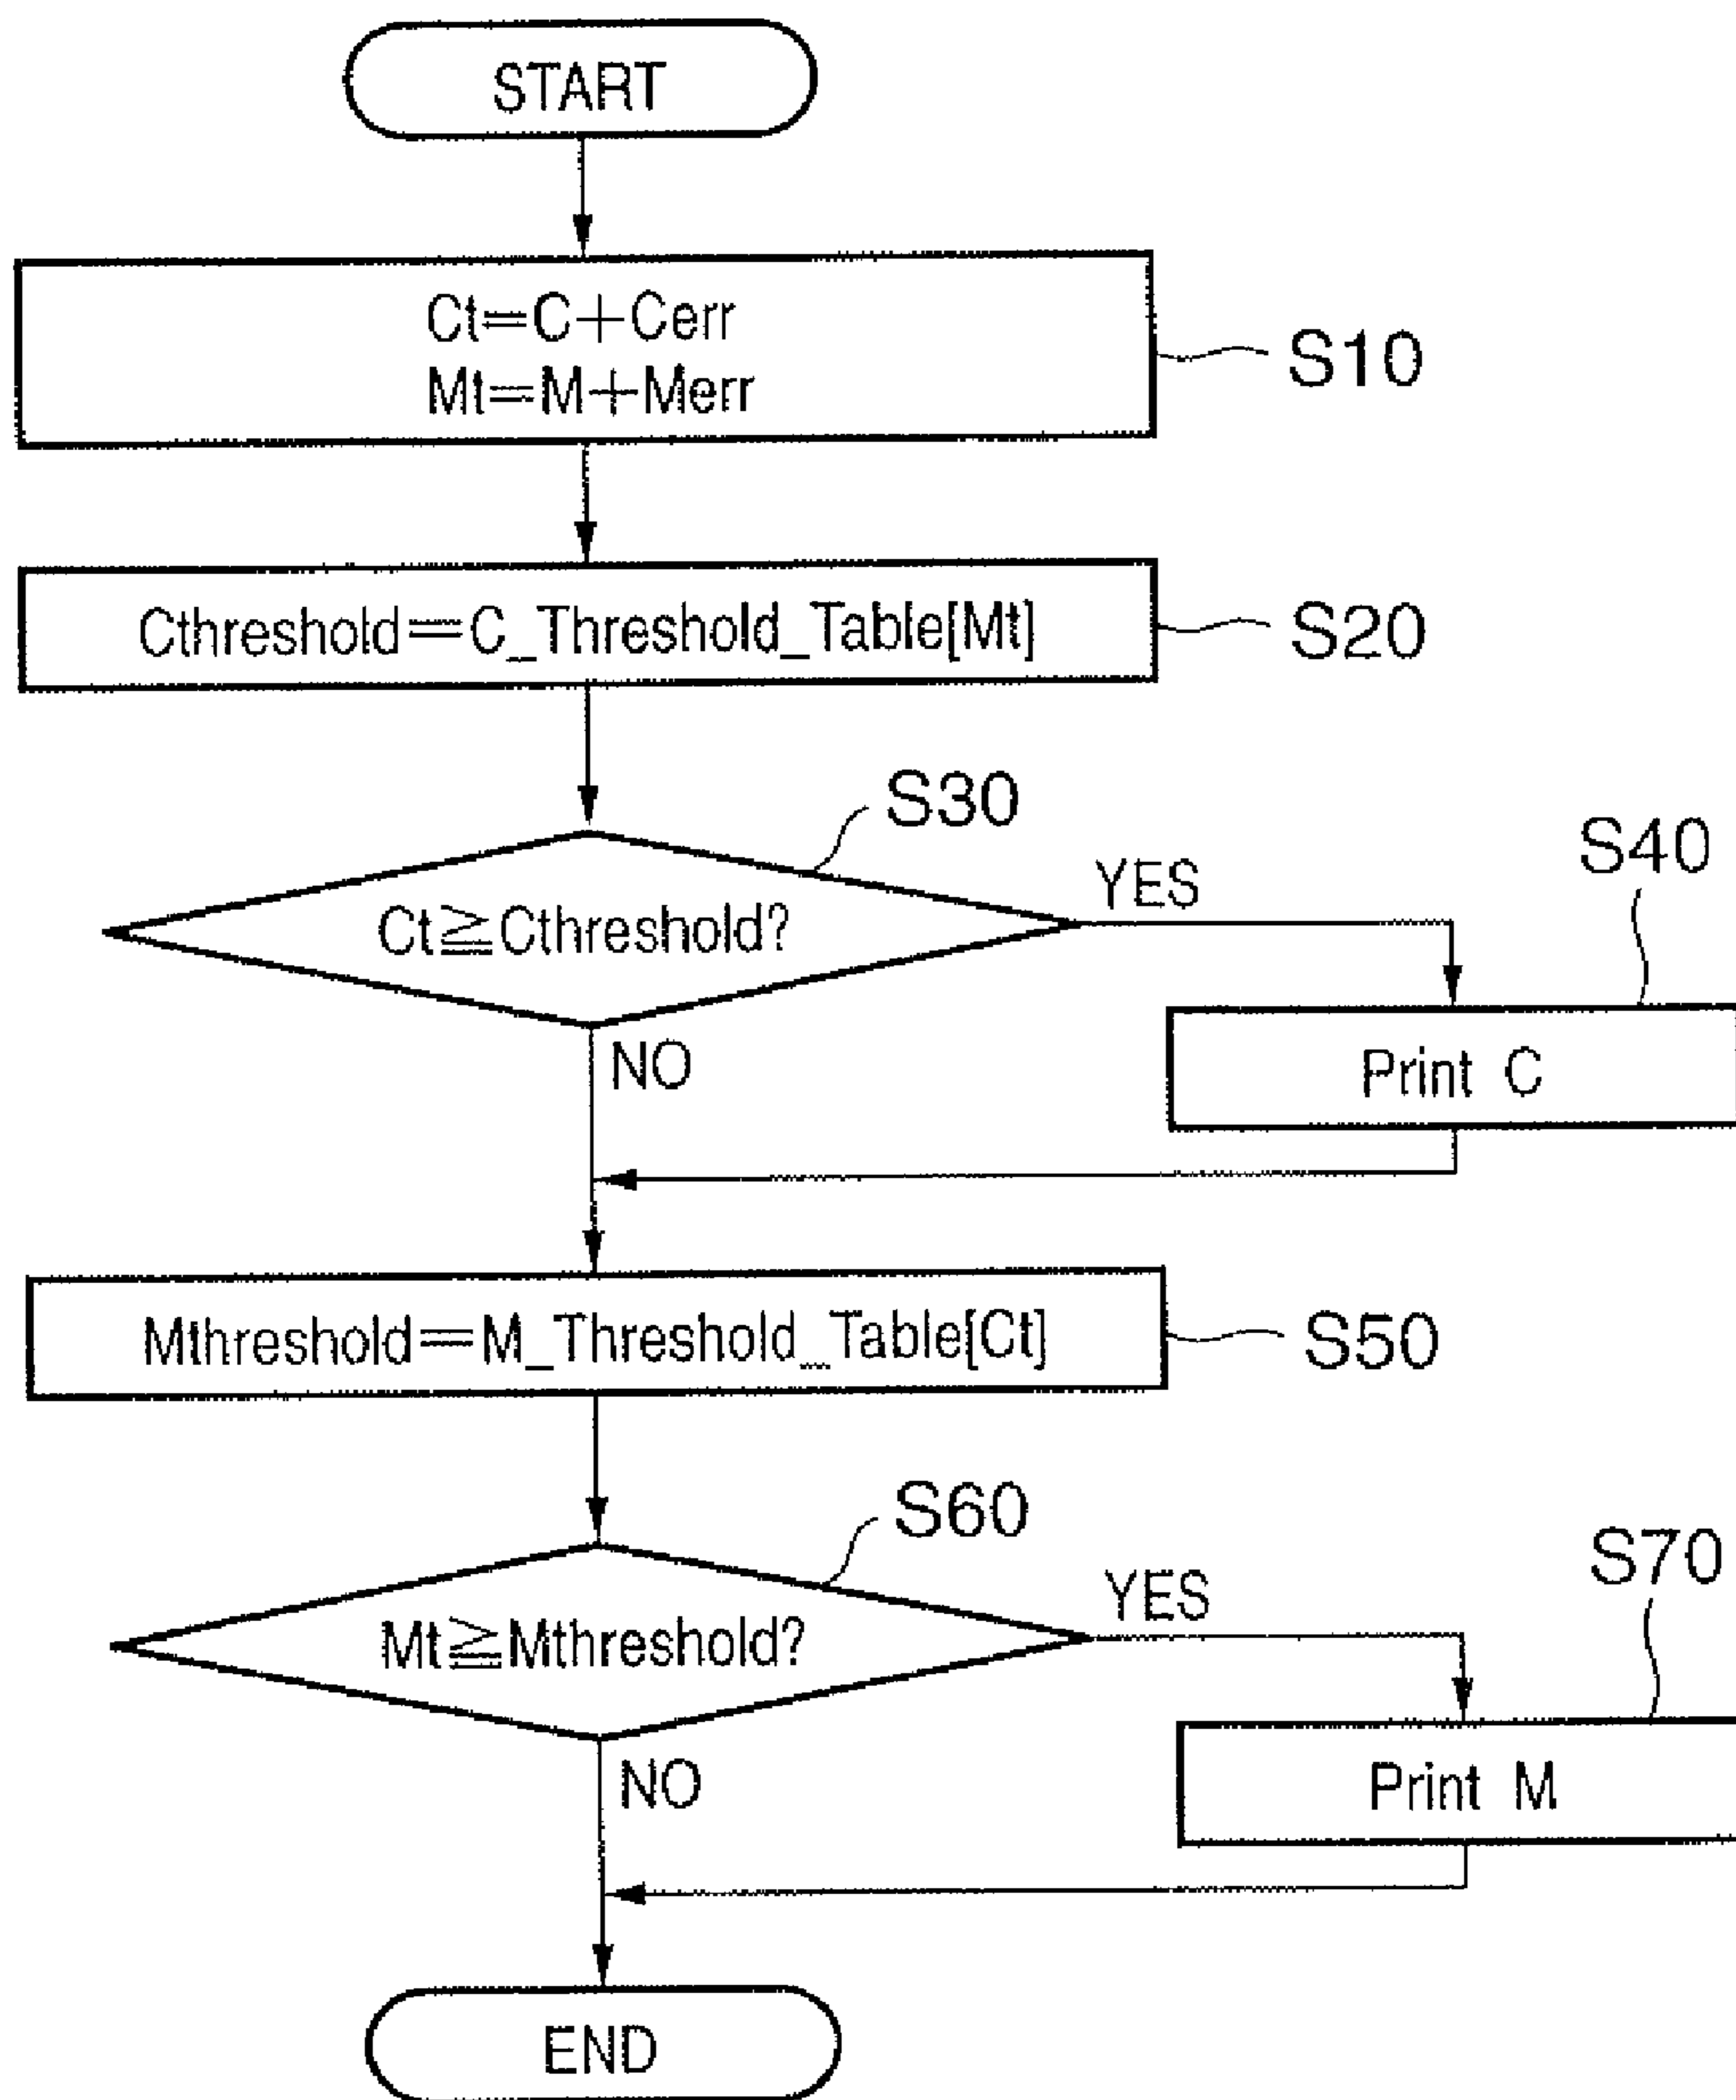 START
Ct=C+Cerr
Mt=M+Merr
S10
Cthreshold=C_Threshold_Table[Mt]
S20
S30
Ct≧Cthreshold?
YES
S40
NO
Print C
Mthreshold=M_Threshold_Table[Ct]
S50
S60
Mt≧Mthreshold?
YES
S70
NO
Print M
END